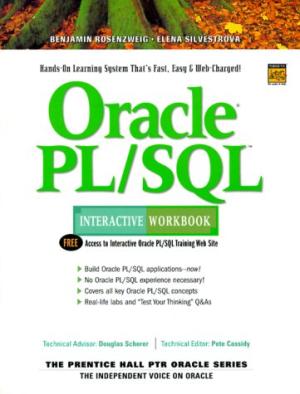 BENJAMIN ROSENZWEIG • ELENA SILVESTROVA
Hands-On Learning System That's Fast, Easy & Web-Charged!
Oracle
PL/SQL™
INTERACTIVE WORKBOOK
FREE Access to Interactive Oracle PL/SQL Training Web Site
▶ Build Oracle PL/SQL applications—now!
▶ No Oracle PL/SQL experience necessary!
▶ Covers all key Oracle PL/SQL concepts
▶ Real-life labs and "Test Your Thinking" Q&As
Technical Advisor: Douglas Scherer | Technical Editor: Pete Cassidy
THE PRENTICE HALL PTR ORACLE SERIES
THE INDEPENDENT VOICE ON ORACLE